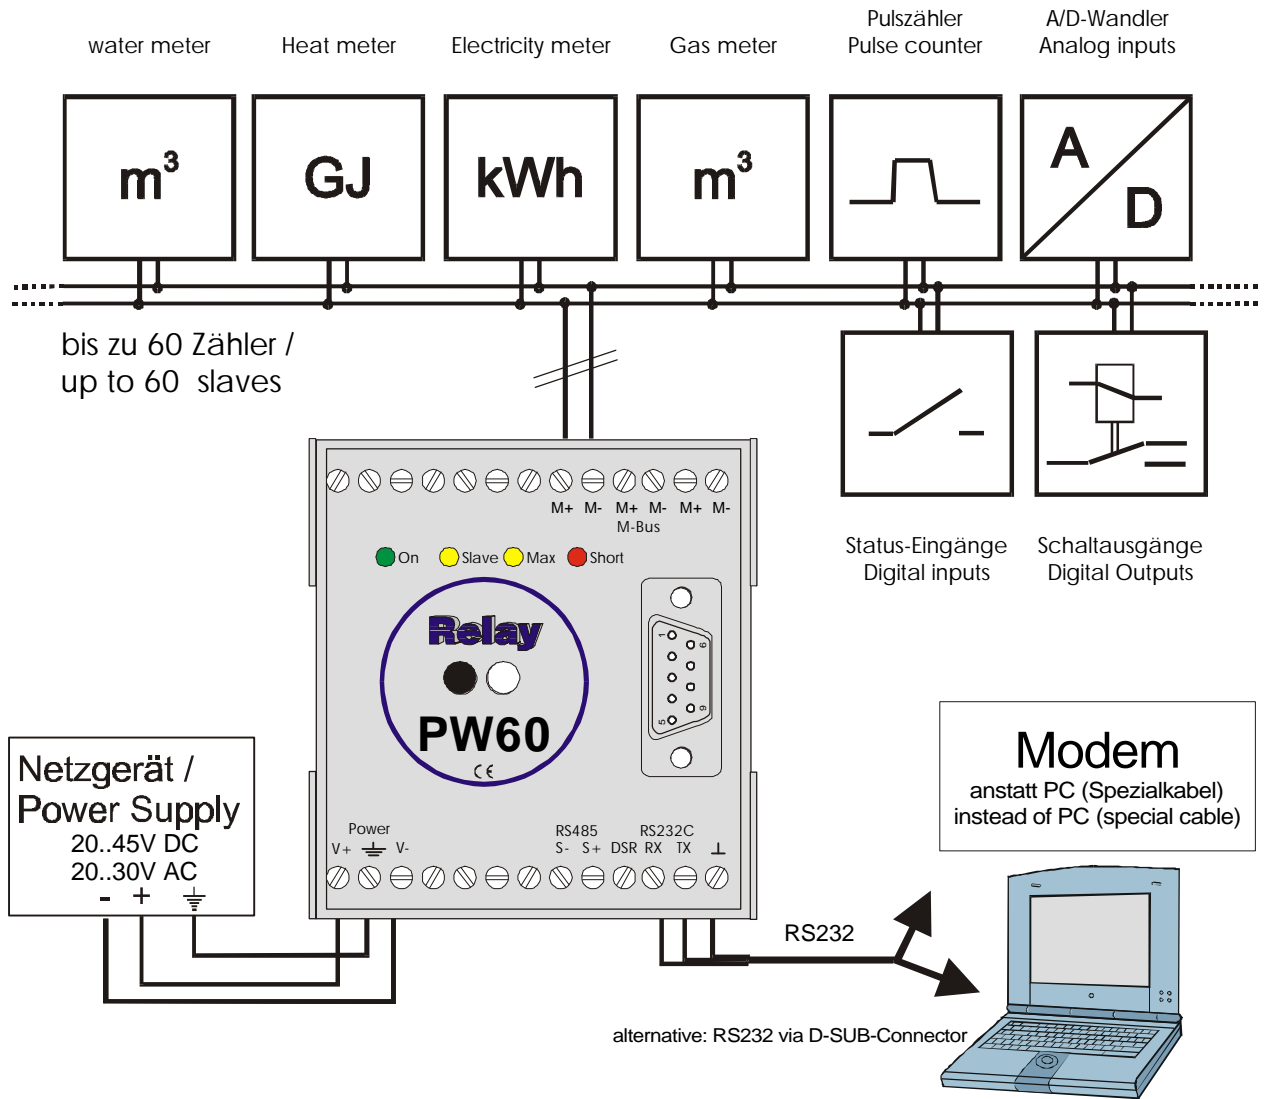 Pulszähler
A/D-Wandler
water meter
Heat meter
Electricity meter
Gas meter
Pulse counter
Analog inputs
m³
GJ
kWh
m³
A
D
bis zu 60 Zähler /
up to 60 slaves
M+ M- M+ M- M+ M-
M-Bus
On Slave Max Short
Status-Eingänge
Digital inputs
Schaltausgänge
Digital Outputs
Relay
PW60
CE
1
6
5
9
Netzgerät /
Power Supply
20..45V DC
20..30V AC
- +
Modem
anstatt PC (Spezialkabel)
instead of PC (special cable)
Power
V+ V-
RS485 RS232C
S- S+ DSR RX TX
RS232
alternative: RS232 via D-SUB-Connector